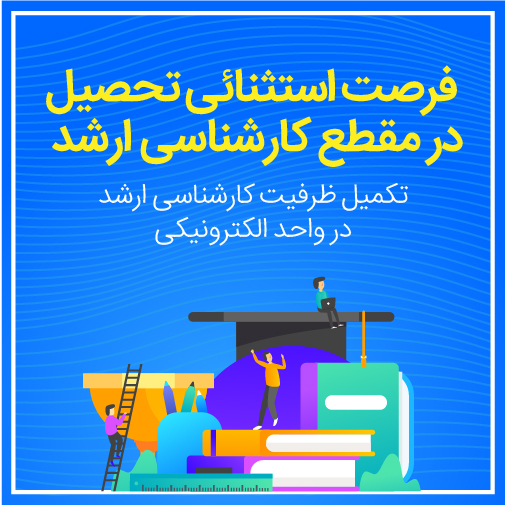 فرصت استثنائی تحصیل
در مقطع کارشناسی ارشد
تکمیل ظرفیت کارشناسی ارشد
در واحد الکترونیکی